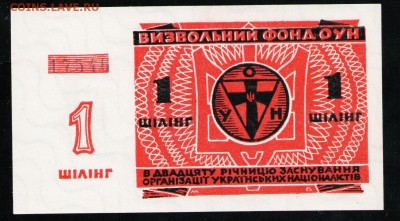 COINS.LAVE.RU
ВИЗВОЛЬНИЙ ФОНД ОУН
1
ШІЛІНГ
1
ШІЛІНГ
О
У Н
1
ШІЛІНГ
В ДВАДЦЯТУ РІЧНИЦЮ ЗАСНУВАННЯ
ОРГАНІЗАЦІЇ УКРАЇНСЬКИХ НАЦІОНАЛІСТІВ